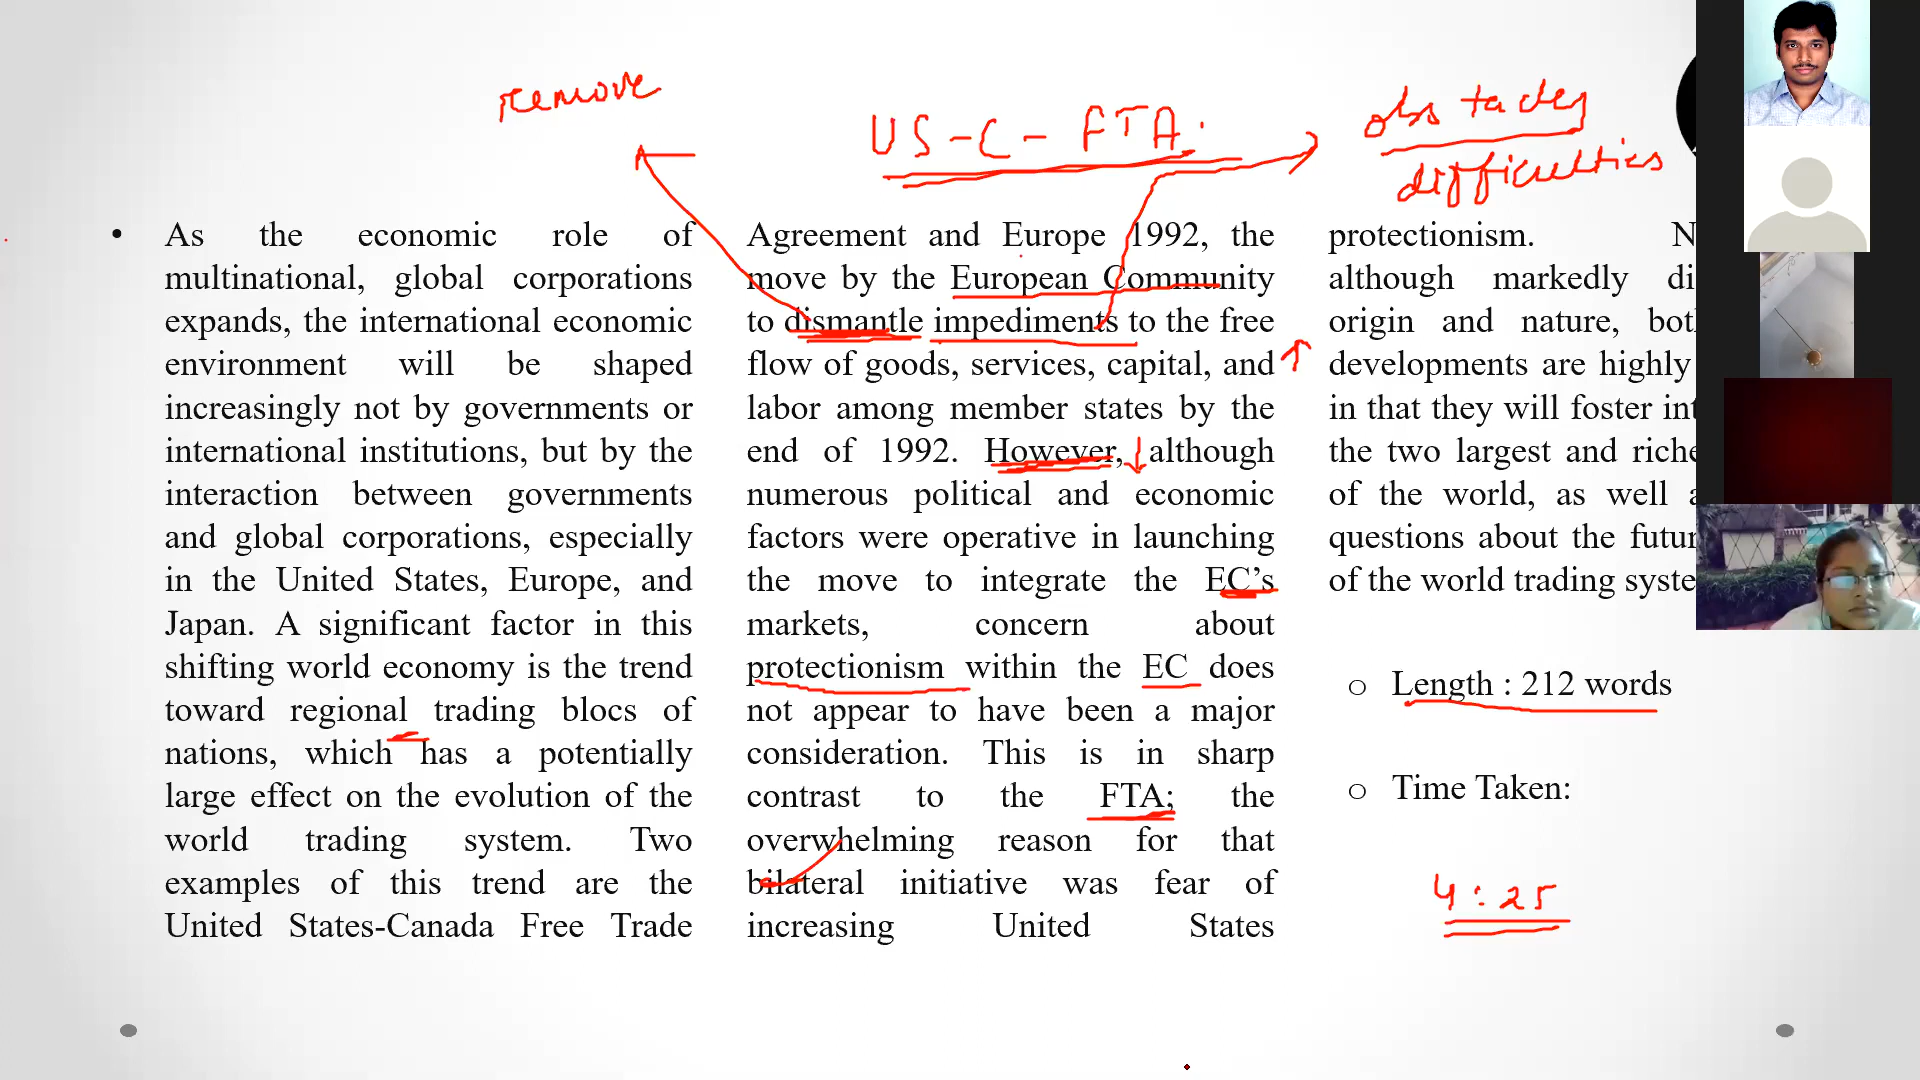 remove
US-C-FTA.
obstacles
difficulties
• As the economic role of
multinational, global corporations
expands, the international economic
environment will be shaped
increasingly not by governments or
international institutions, but by the
interaction between governments
and global corporations, especially
in the United States, Europe, and
Japan. A significant factor in this
shifting world economy is the trend
toward regional trading blocs of
nations, which has a potentially
large effect on the evolution of the
world trading system. Two
examples of this trend are the
United States-Canada Free Trade
Agreement and Europe 1992, the
move by the European Community
to dismantle impediments to the free
flow of goods, services, capital, and
labor among member states by the
end of 1992. However, although
numerous political and economic
factors were operative in launching
the move to integrate the EC’s
markets, concern about
protectionism within the EC does
not appear to have been a major
consideration. This is in sharp
contrast to the FTA; the
overwhelming reason for that
bilateral initiative was fear of
increasing United States
protectionism.
although markedly
origin and nature,
developments are highly
in that they will foster
the two largest and
of the world, as well
questions about the
of the world trading
o Length : 212 words
o Time Taken:
4:25